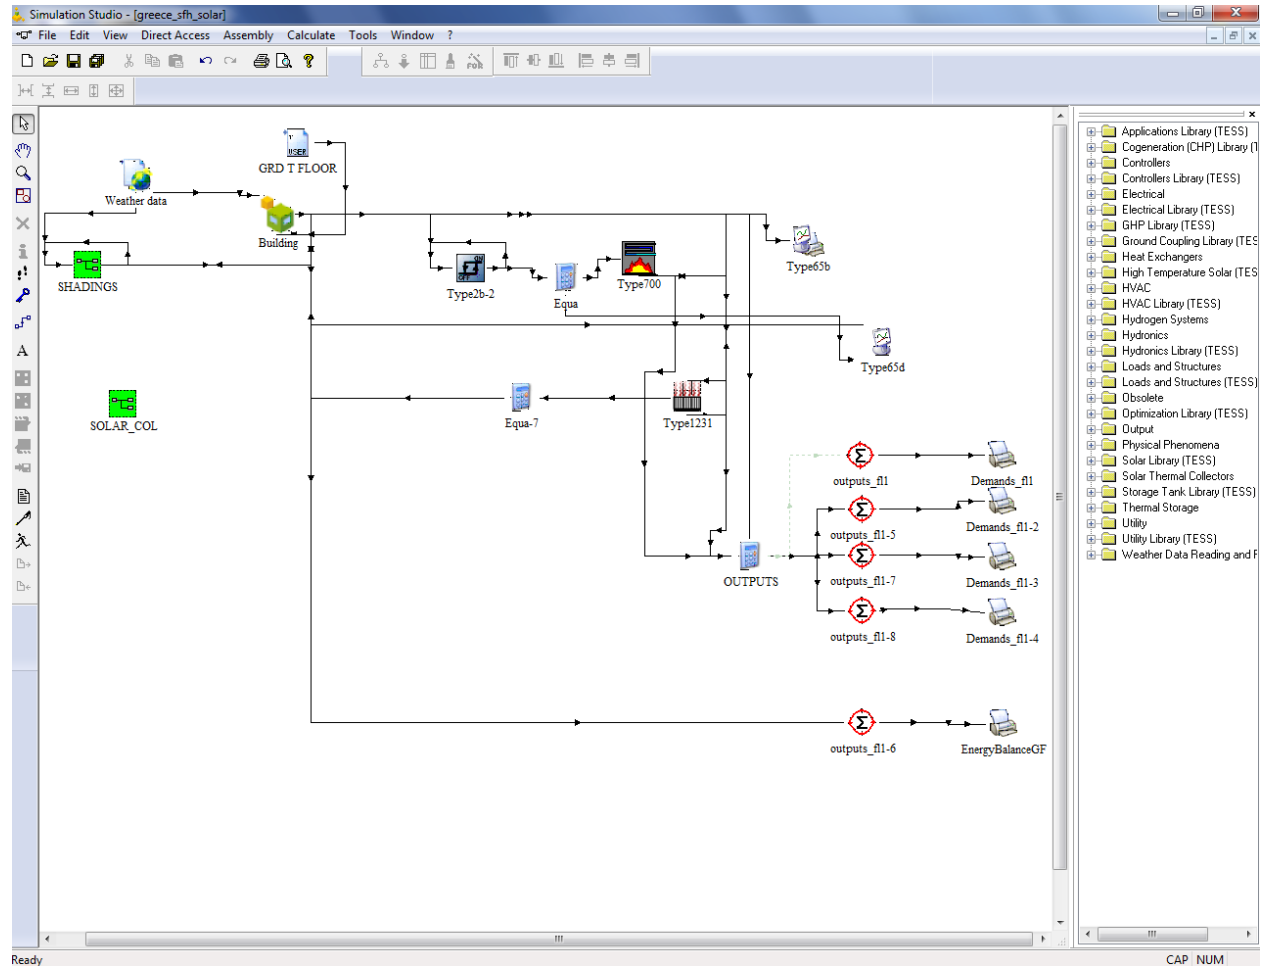 Simulation Studio - [greece_sfh_solar]
File Edit View Direct Access Assembly Calculate Tools Window ?
GRD T FLOOR
Weather data
Building
SHADINGS
Type65b
Type2b-2
Equa
Type700
Type65d
SOLAR_COL
Equa-7
Type1231
outputs_fl1
Demands_fl1
outputs_fl1-5
Demands_fl1-2
OUTPUTS
outputs_fl1-7
Demands_fl1-3
outputs_fl1-8
Demands_fl1-4
outputs_fl1-6
EnergyBalanceGF
Applications Library (TESS)
Cogeneration (CHP) Library (T
Controllers
Controllers Library (TESS)
Electrical
Electrical Library (TESS)
GHP Library (TESS)
Ground Coupling Library (TES
Heat Exchangers
High Temperature Solar (TES
HVAC
HVAC Library (TESS)
Hydrogen Systems
Hydronics
Hydronics Library (TESS)
Loads and Structures
Loads and Structures (TESS)
Obsolete
Optimization Library (TESS)
Output
Physical Phenomena
Solar Library (TESS)
Solar Thermal Collectors
Storage Tank Library (TESS)
Thermal Storage
Utility
Utility Library (TESS)
Weather Data Reading and F
Ready
CAP NUM